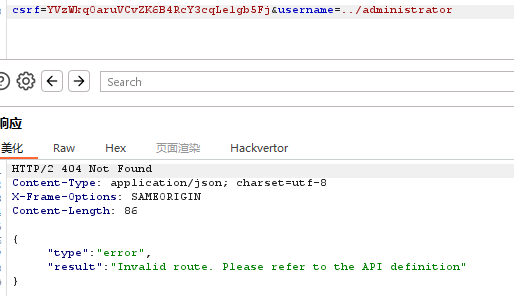 csrf=YVzWkq0aruVCvZK6B4RcY3cqLelgb5Fj&username=../administrator
Search
响应
美化 Raw Hex 页面渲染 Hackvertor
HTTP/2 404 Not Found
Content-Type: application/json; charset=utf-8
X-Frame-Options: SAMEORIGIN
Content-Length: 86
{
"type":"error",
"result":"Invalid route. Please refer to the API definition"
}